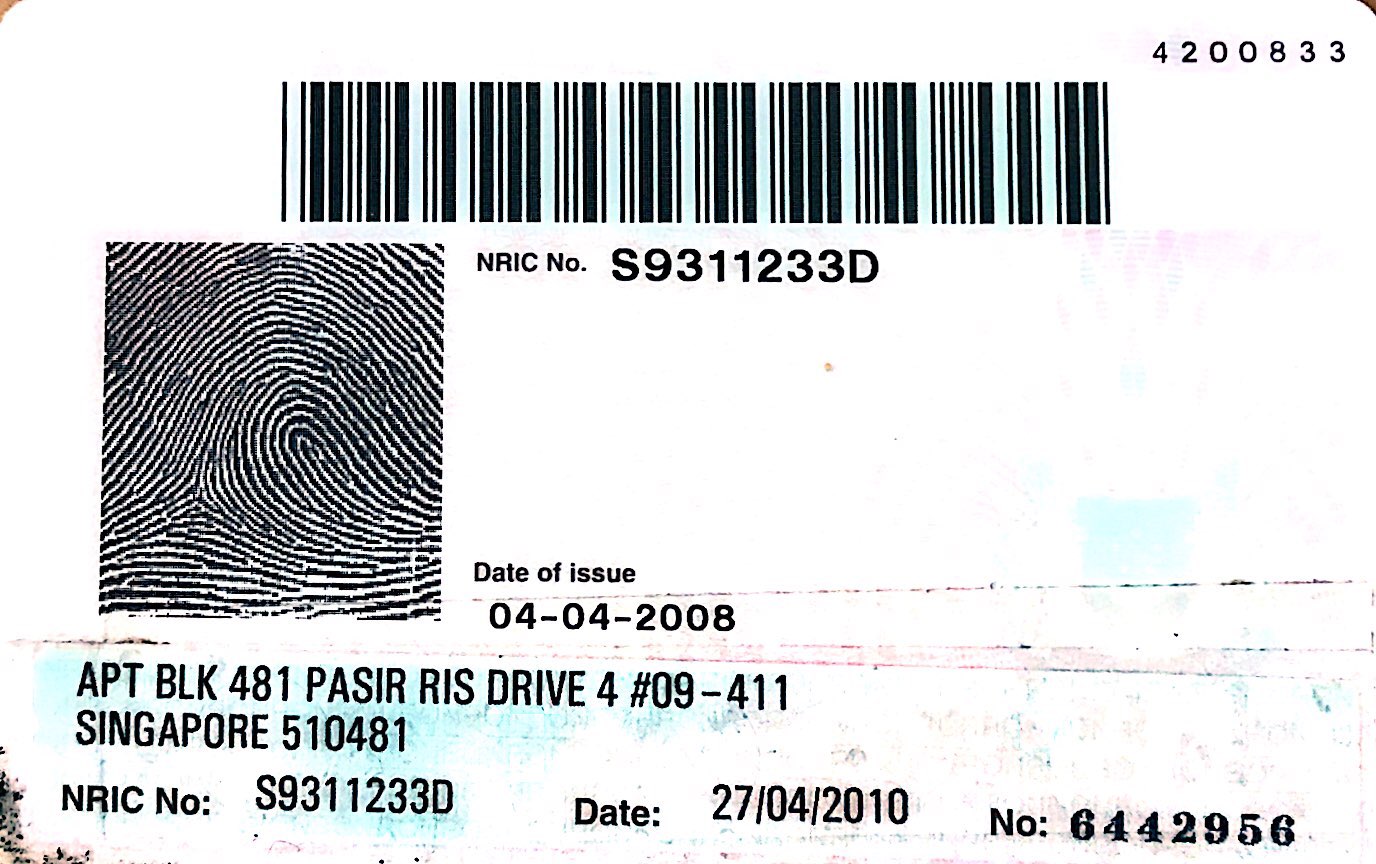 4200833
NRIC No. S9311233D
Date of issue
04-04-2008
APT BLK 481 PASIR RIS DRIVE 4 #09-411
SINGAPORE 510481
NRIC No: S9311233D Date: 27/04/2010 No: 6442956